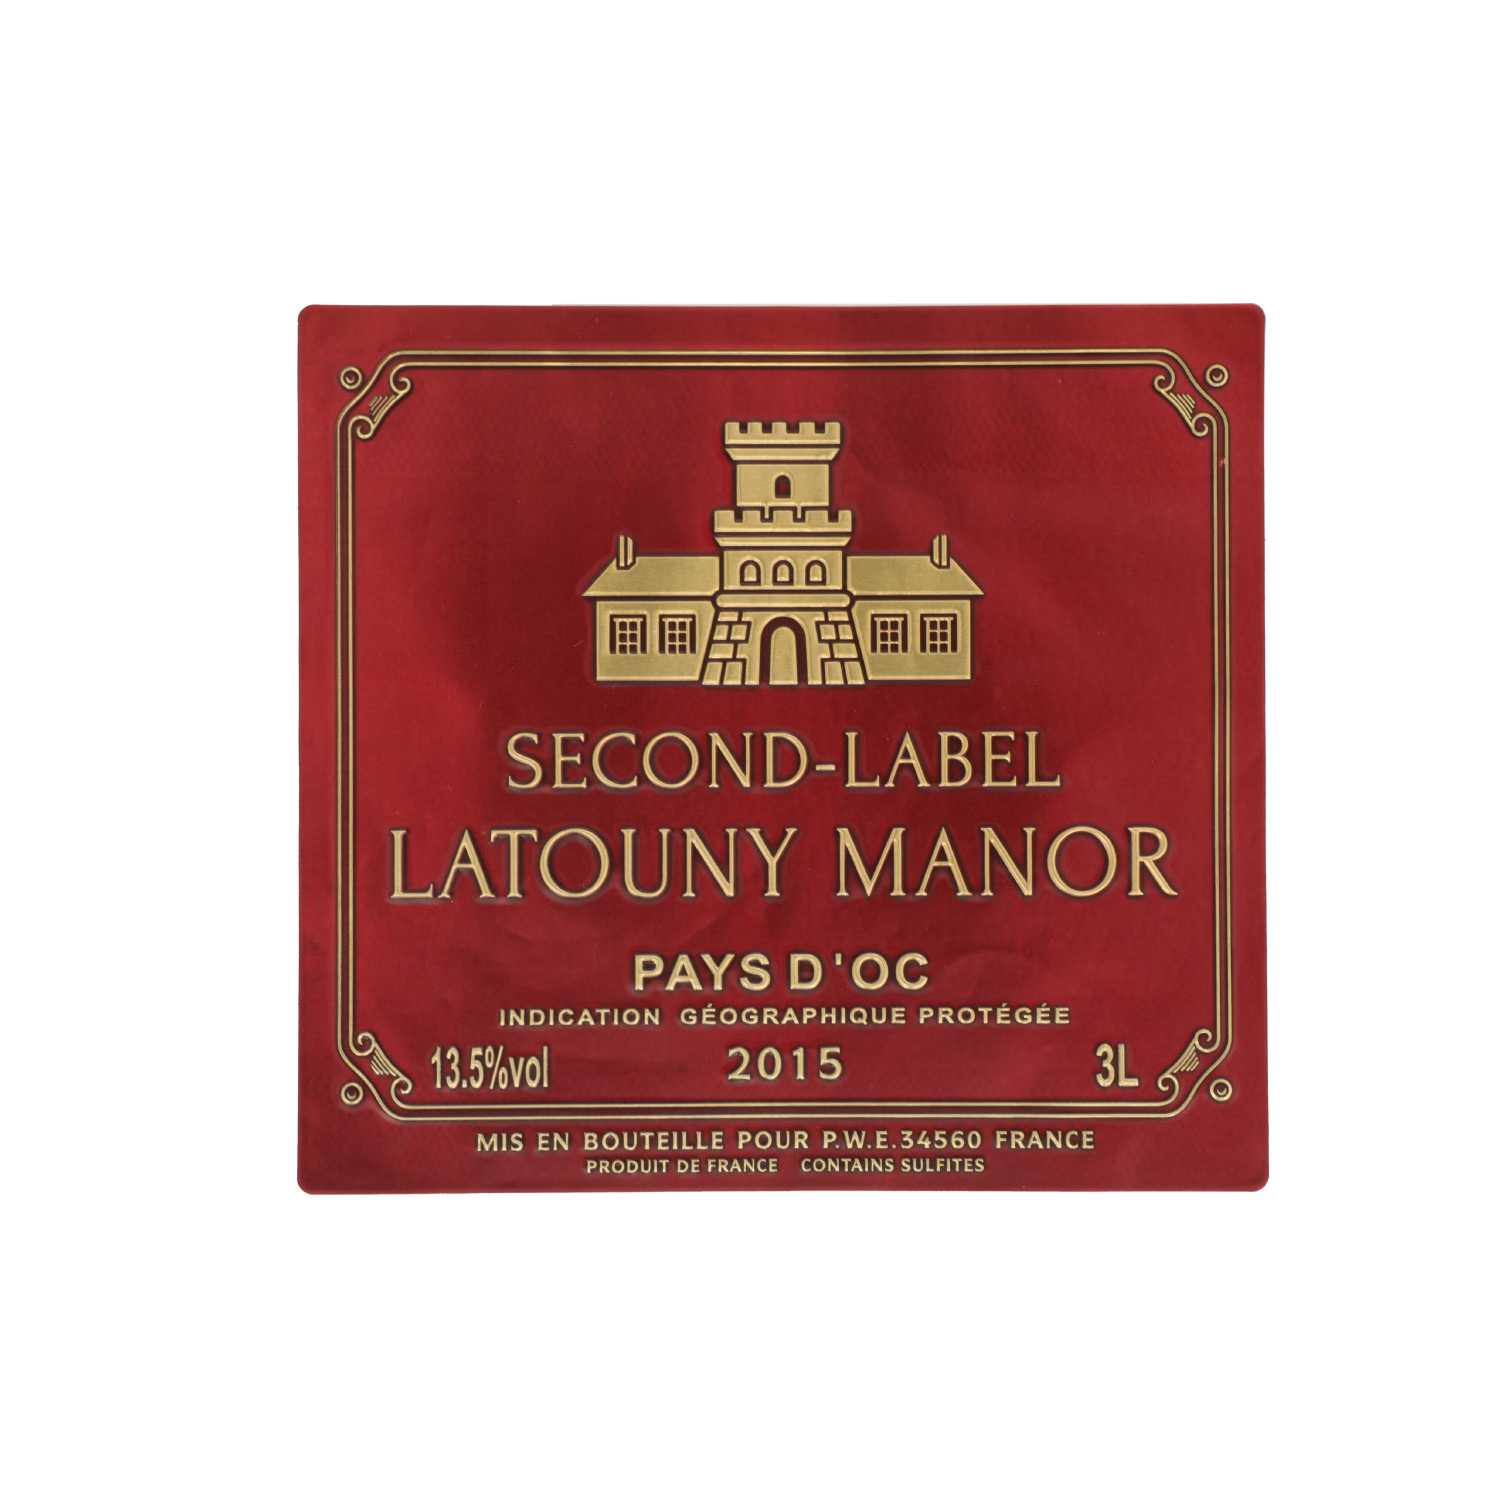 SECOND-LABEL
LATOUNY MANOR
PAYS D'OC
INDICATION GÉOGRAPHIQUE PROTÉGÉE
13.5%vol 2015 3L
MIS EN BOUTEILLE POUR P.W.E.34560 FRANCE
PRODUIT DE FRANCE CONTAINS SULFITES